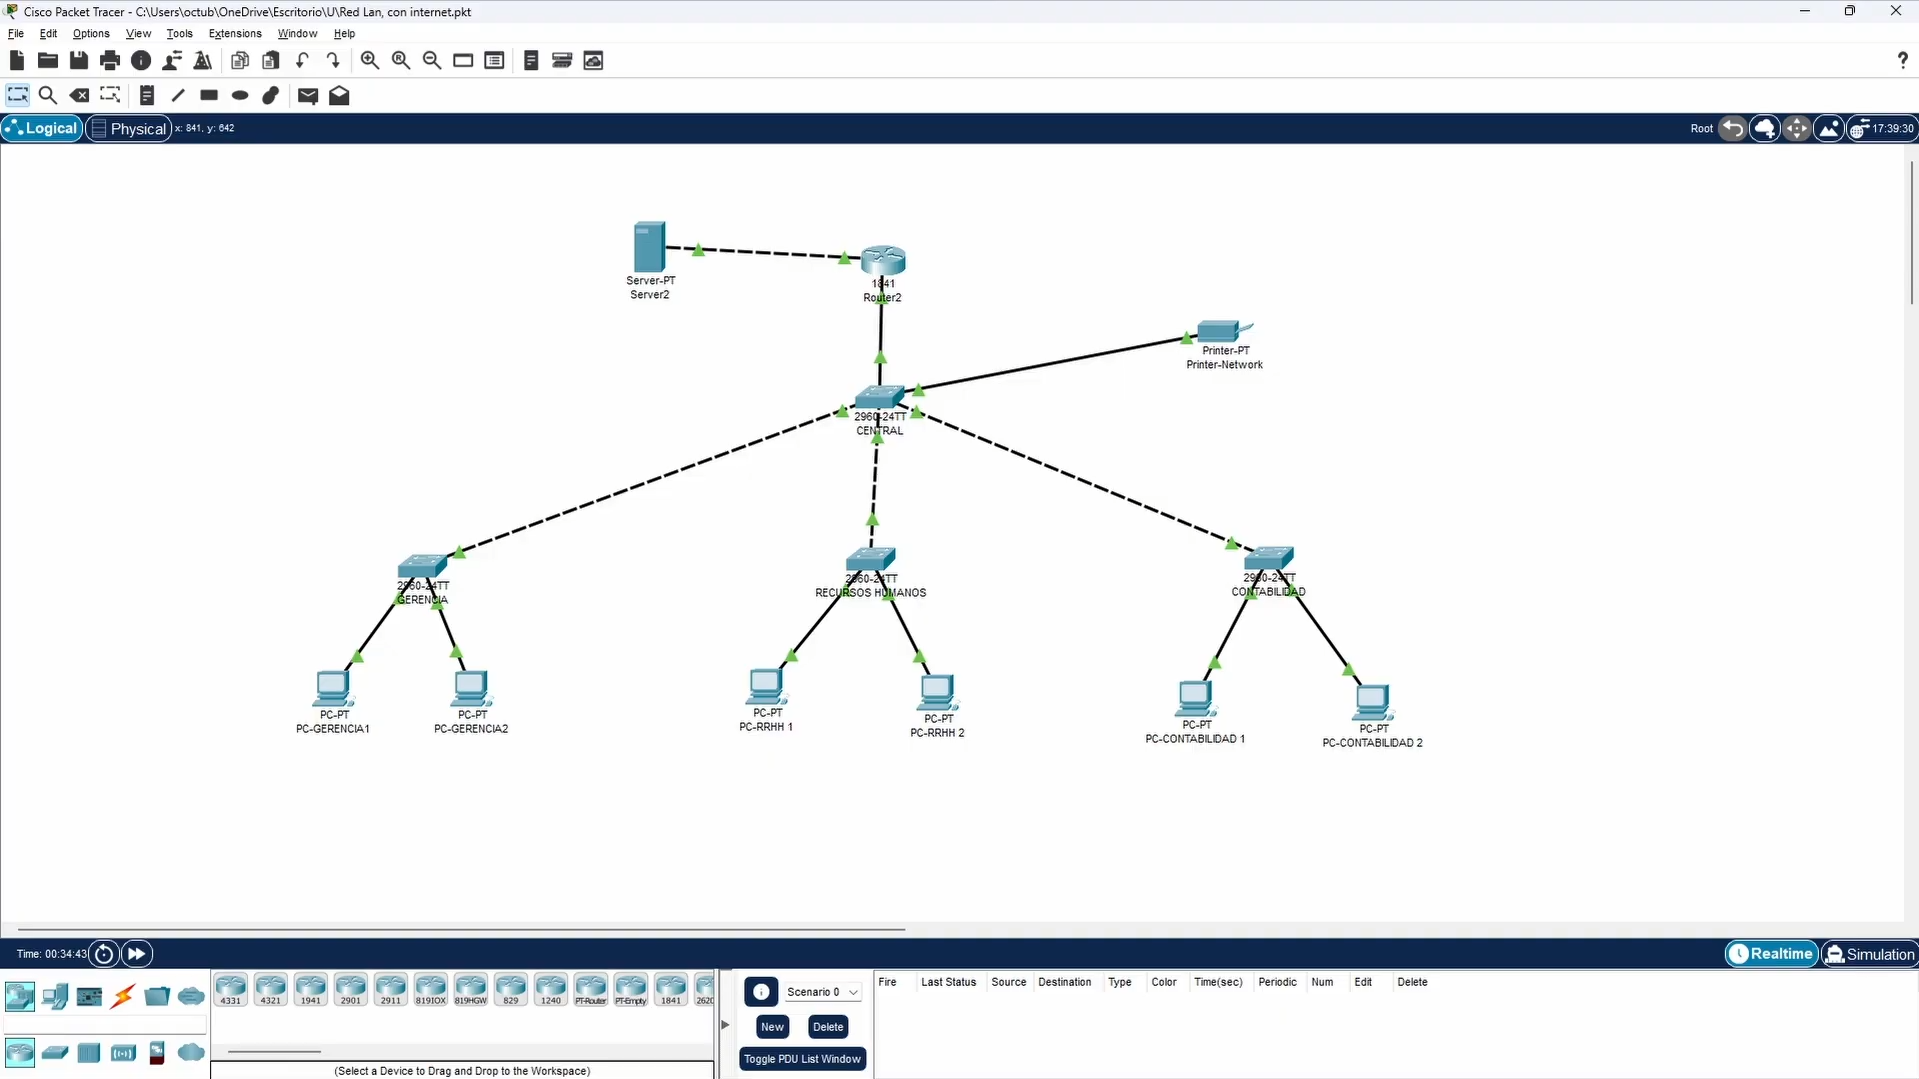 Cisco Packet Tracer - C:\Users\octub\OneDrive\Escritorio\U\Red Lan, con internet.pkt
File Edit Options View Tools Extensions Window Help
?
Logical Physical x: 841, y: 642 Root 17:39:30
Server-PT
Server2
1841
Router2
Printer-PT
Printer-Network
2960-24TT
CENTRAL
2960-24TT
GERENCIA
2960-24TT
RECURSOS HUMANOS
2960-24TT
CONTABILIDAD
PC-PT
PC-GERENCIA1
PC-PT
PC-GERENCIA2
PC-PT
PC-RRHH 1
PC-PT
PC-RRHH 2
PC-PT
PC-CONTABILIDAD 1
PC-PT
PC-CONTABILIDAD 2
Time: 00:34:43 Realtime Simulation
4331 4321 1941 2901 2911 819IOX 819HGW 829 1240 PT-Router PT-Empty 1841 2620
(Select a Device to Drag and Drop to the Workspace)
Scenario 0
New Delete
Toggle PDU List Window
Fire Last Status Source Destination Type Color Time(sec) Periodic Num Edit Delete